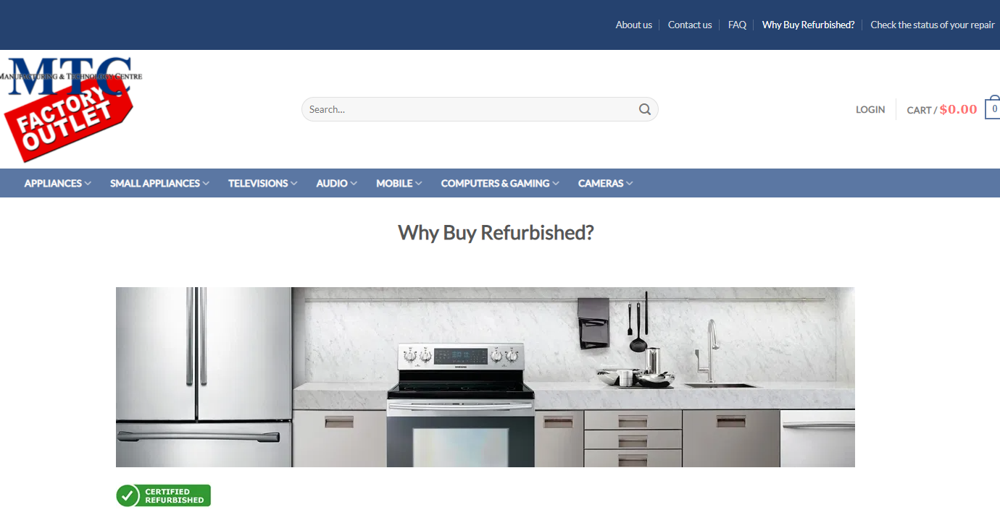 About us
Contact us
FAQ
Why Buy Refurbished?
Check the status of your repair
MTC
MANUFACTURING & TECHNOLOGY CENTRE
FACTORY
OUTLET
Search...
LOGIN
CART / $0.00
0
APPLIANCES
SMALL APPLIANCES
TELEVISIONS
AUDIO
MOBILE
COMPUTERS & GAMING
CAMERAS
Why Buy Refurbished?
SAMSUNG
CERTIFIED
REFURBISHED